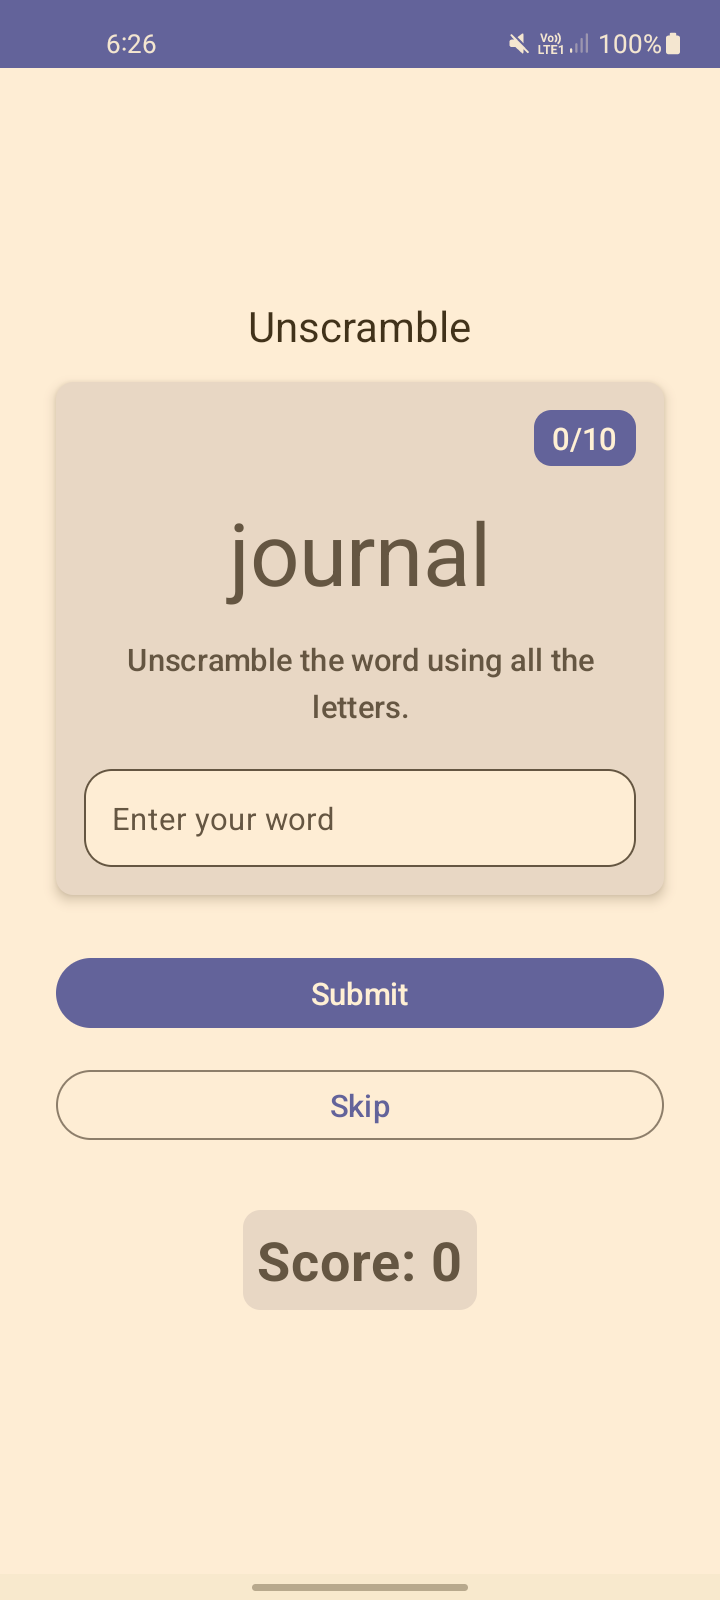 6:26
Vo))
LTE1
100%
Unscramble
0/10
journal
Unscramble the word using all the
letters.
Enter your word
Submit
Skip
Score: 0